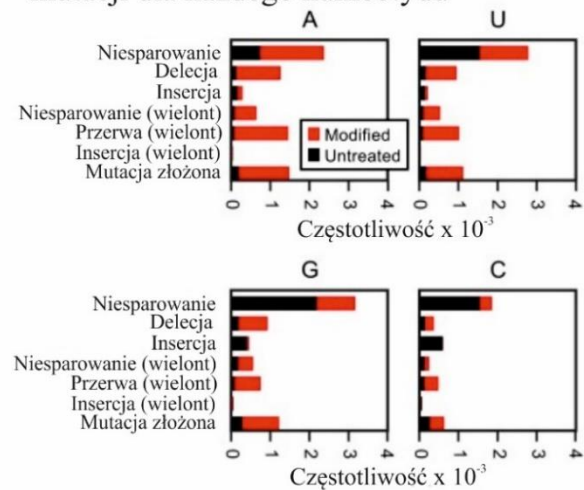 A U
Niesparowanie
Delecja
Insercja
Niesparowanie (wielont)
Przerwa (wielont)
Insercja (wielont)
Mutacja złożona
Modified
Untreated
0 1 2 3 4 0 1 2 3 4
Częstotliwość x 10⁻³
G C
Niesparowanie
Delecja
Insercja
Niesparowanie (wielont)
Przerwa (wielont)
Insercja (wielont)
Mutacja złożona
0 1 2 3 4 0 1 2 3 4
Częstotliwość x 10⁻³